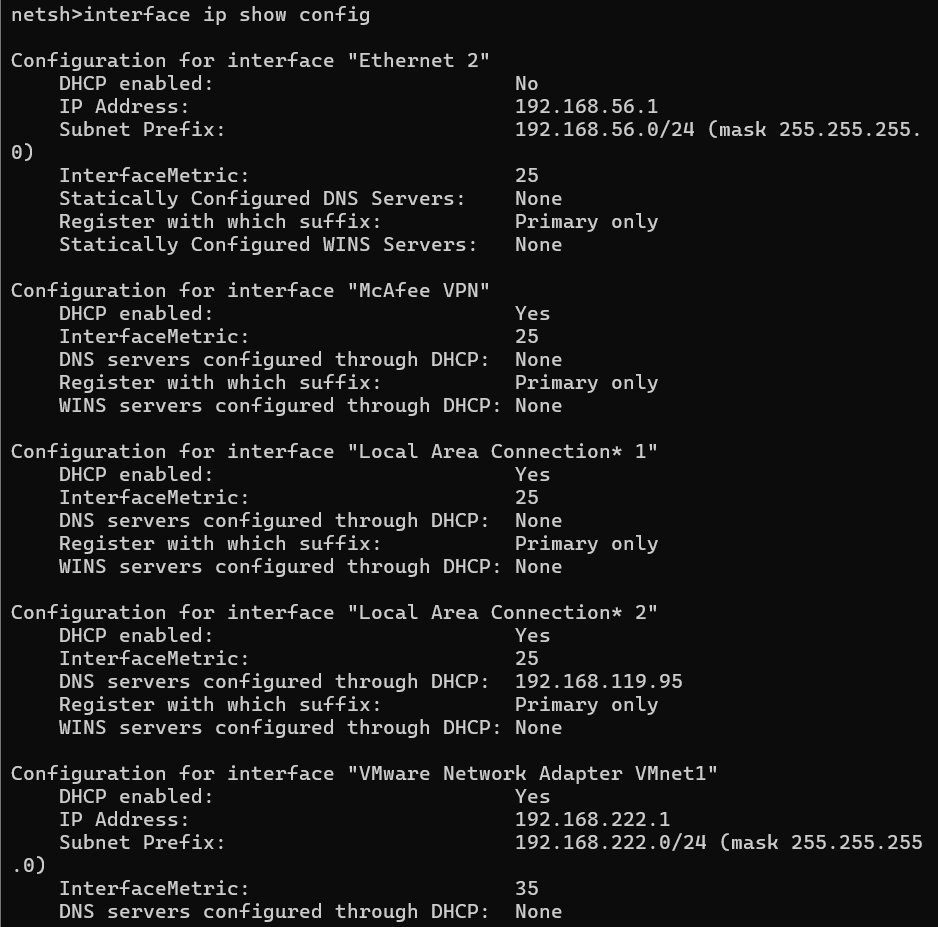 netsh>interface ip show config

Configuration for interface "Ethernet 2"
    DHCP enabled:                         No
    IP Address:                           192.168.56.1
    Subnet Prefix:                        192.168.56.0/24 (mask 255.255.255.
0)
    InterfaceMetric:                      25
    Statically Configured DNS Servers:    None
    Register with which suffix:           Primary only
    Statically Configured WINS Servers:   None

Configuration for interface "McAfee VPN"
    DHCP enabled:                         Yes
    InterfaceMetric:                      25
    DNS servers configured through DHCP:  None
    Register with which suffix:           Primary only
    WINS servers configured through DHCP: None

Configuration for interface "Local Area Connection* 1"
    DHCP enabled:                         Yes
    InterfaceMetric:                      25
    DNS servers configured through DHCP:  None
    Register with which suffix:           Primary only
    WINS servers configured through DHCP: None

Configuration for interface "Local Area Connection* 2"
    DHCP enabled:                         Yes
    InterfaceMetric:                      25
    DNS servers configured through DHCP:  192.168.119.95
    Register with which suffix:           Primary only
    WINS servers configured through DHCP: None

Configuration for interface "VMware Network Adapter VMnet1"
    DHCP enabled:                         Yes
    IP Address:                           192.168.222.1
    Subnet Prefix:                        192.168.222.0/24 (mask 255.255.255
.0)
    InterfaceMetric:                      35
    DNS servers configured through DHCP:  None